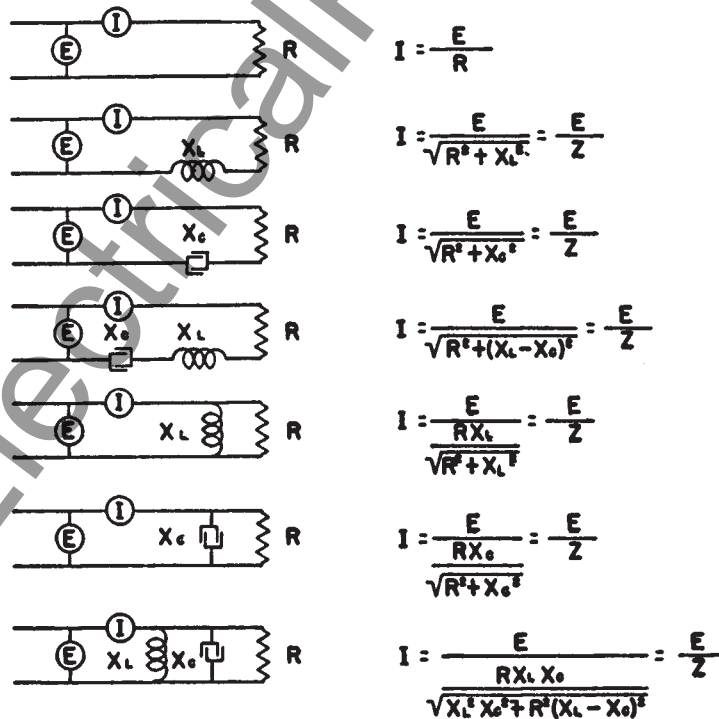 I E R I = E / R
I E X_L R I = E / √(R² + X_L²) = E / Z
I E X_C R I = E / √(R² + X_C²) = E / Z
I E X_C X_L R I = E / √(R² + (X_L – X_C)²) = E / Z
I E X_L R I = E / (RX_L / √(R² + X_L²)) = E / Z
I E X_C R I = E / (RX_C / √(R² + X_C²)) = E / Z
I E X_L X_C R I = E / (RX_L X_C / √(X_L² X_C² + R²(X_L – X_C)²)) = E / Z